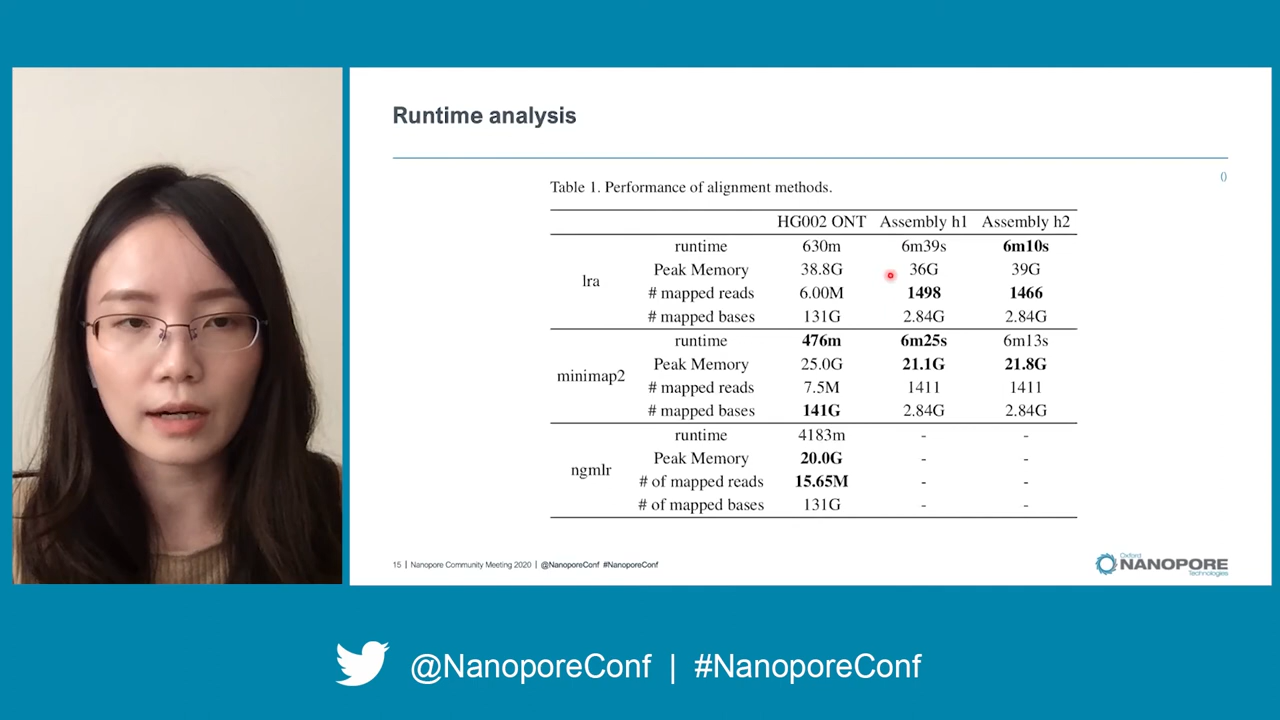 Runtime analysis
()
Table 1. Performance of alignment methods.
HG002 ONT Assembly h1 Assembly h2
lra
runtime 630m 6m39s 6m10s
Peak Memory 38.8G 36G 39G
# mapped reads 6.00M 1498 1466
# mapped bases 131G 2.84G 2.84G
minimap2
runtime 476m 6m25s 6m13s
Peak Memory 25.0G 21.1G 21.8G
# mapped reads 7.5M 1411 1411
# mapped bases 141G 2.84G 2.84G
ngmlr
runtime 4183m - -
Peak Memory 20.0G - -
# of mapped reads 15.65M - -
# of mapped bases 131G - -
15 | Nanopore Community Meeting 2020 | @NanoporeConf #NanoporeConf
Oxford
NANOPORE
Technologies
@NanoporeConf | #NanoporeConf